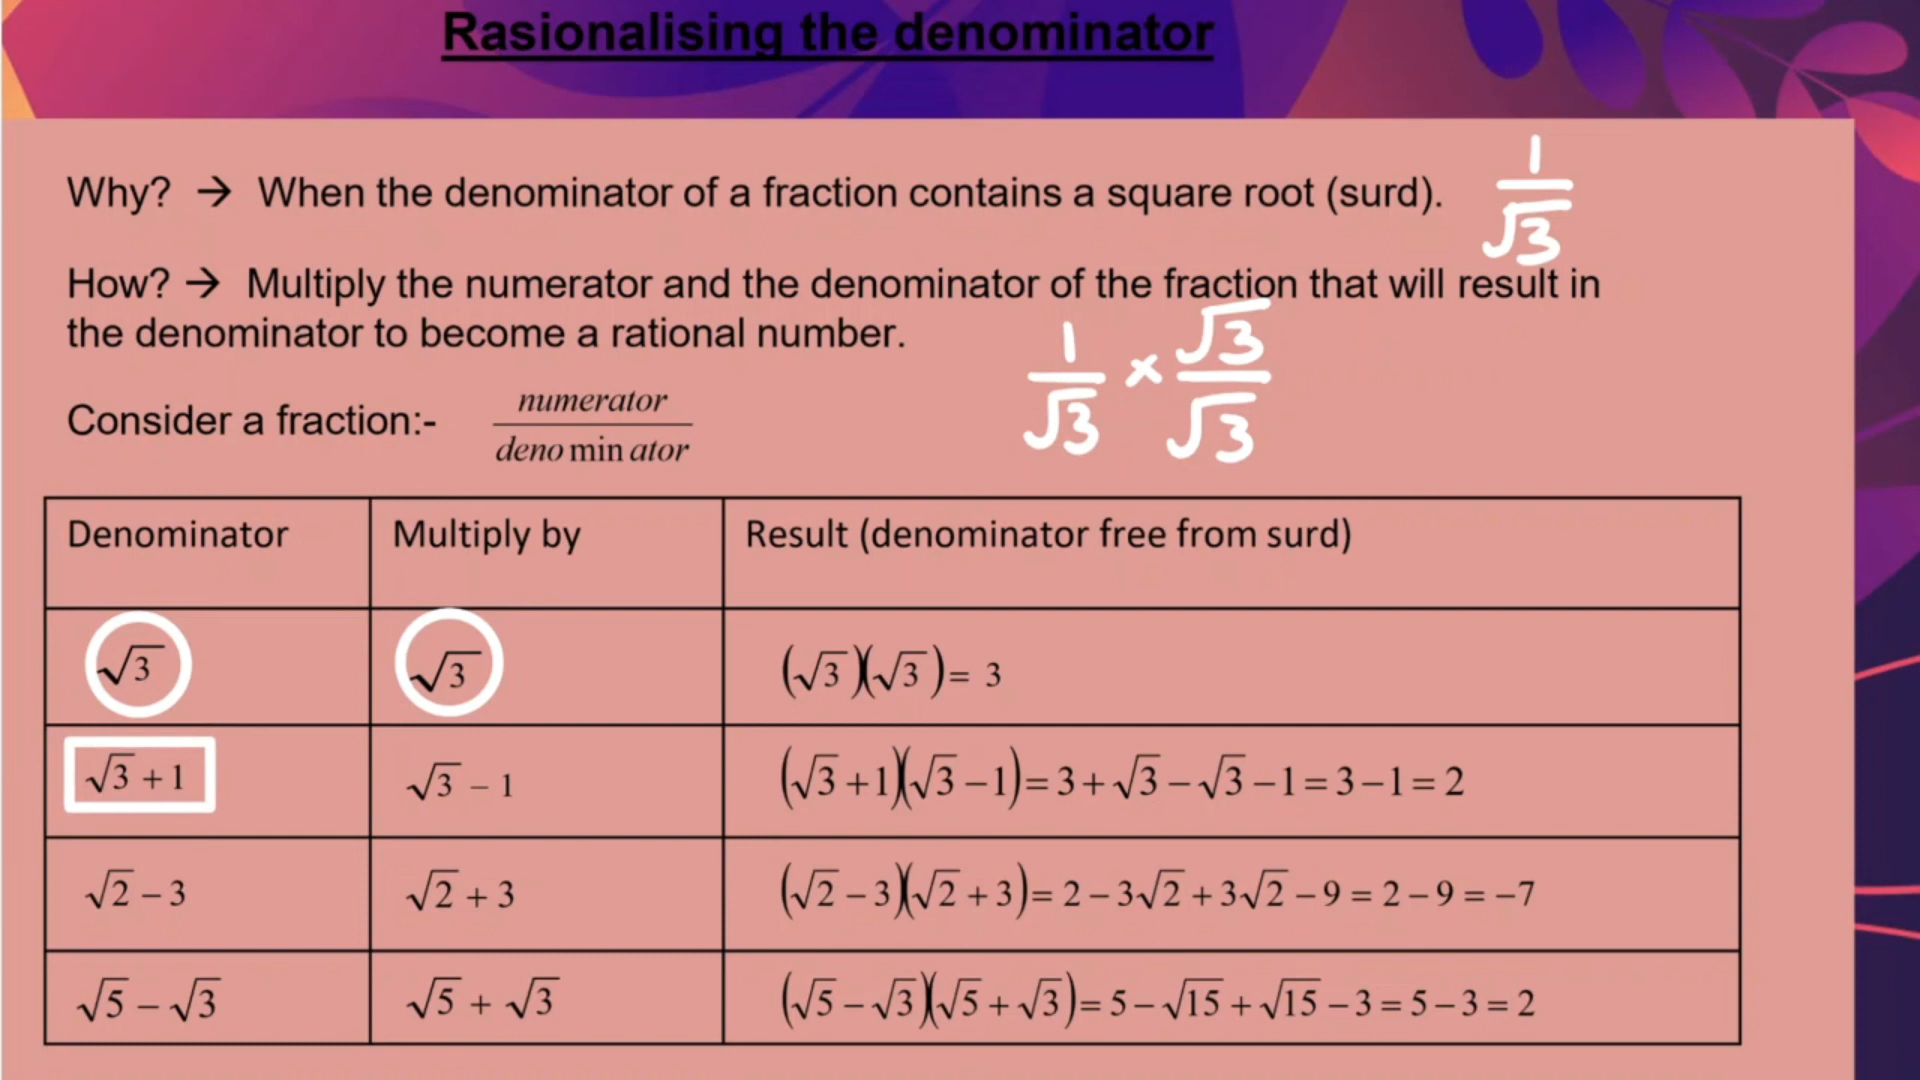 Rasionalising the denominator
Why? → When the denominator of a fraction contains a square root (surd).
1/√3
How? → Multiply the numerator and the denominator of the fraction that will result in
the denominator to become a rational number.
1/√3 × √3/√3
Consider a fraction:- numerator/deno min ator
Denominator Multiply by Result (denominator free from surd)
√3 √3 (√3)(√3)= 3
√3 + 1 √3 – 1 (√3 + 1)(√3 – 1) = 3 + √3 – √3 – 1 = 3 – 1 = 2
√2 – 3 √2 + 3 (√2 – 3)(√2 + 3) = 2 – 3√2 + 3√2 – 9 = 2 – 9 = –7
√5 – √3 √5 + √3 (√5 – √3)(√5 + √3) = 5 – √15 + √15 – 3 = 5 – 3 = 2